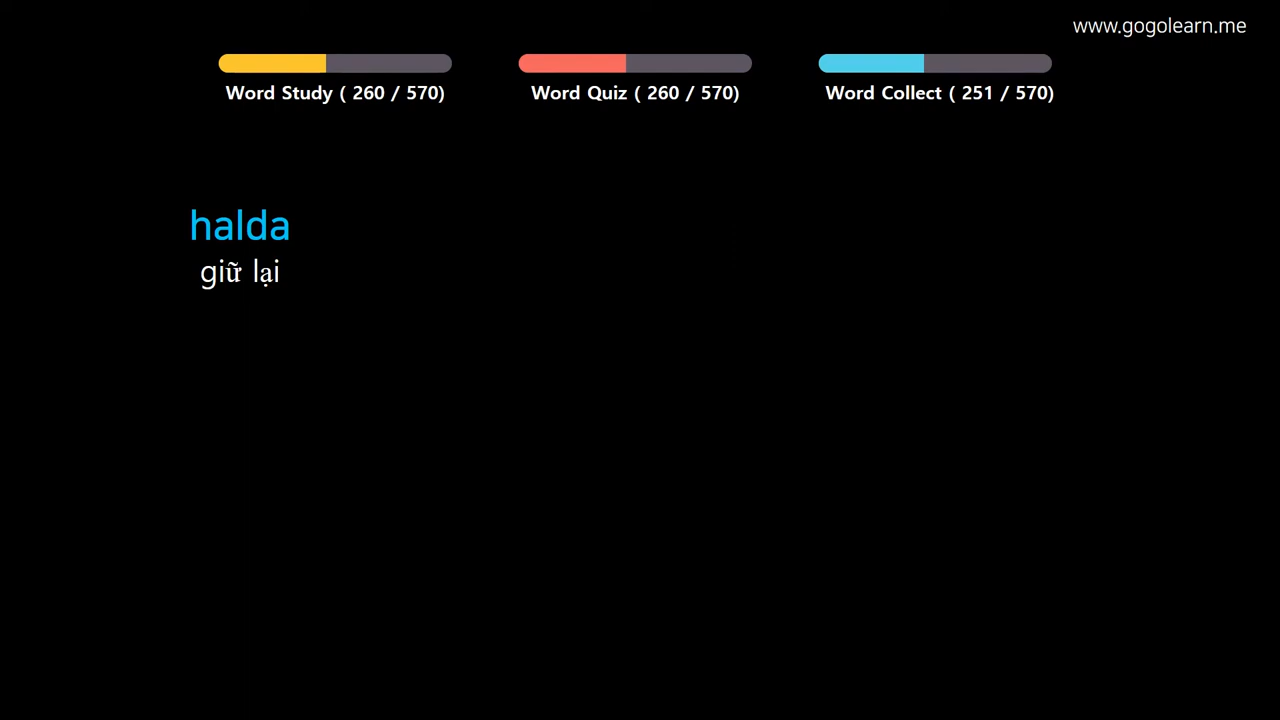 www.gogolearn.me
Word Study ( 260 / 570)
Word Quiz ( 260 / 570)
Word Collect ( 251 / 570)
halda
giữ lại